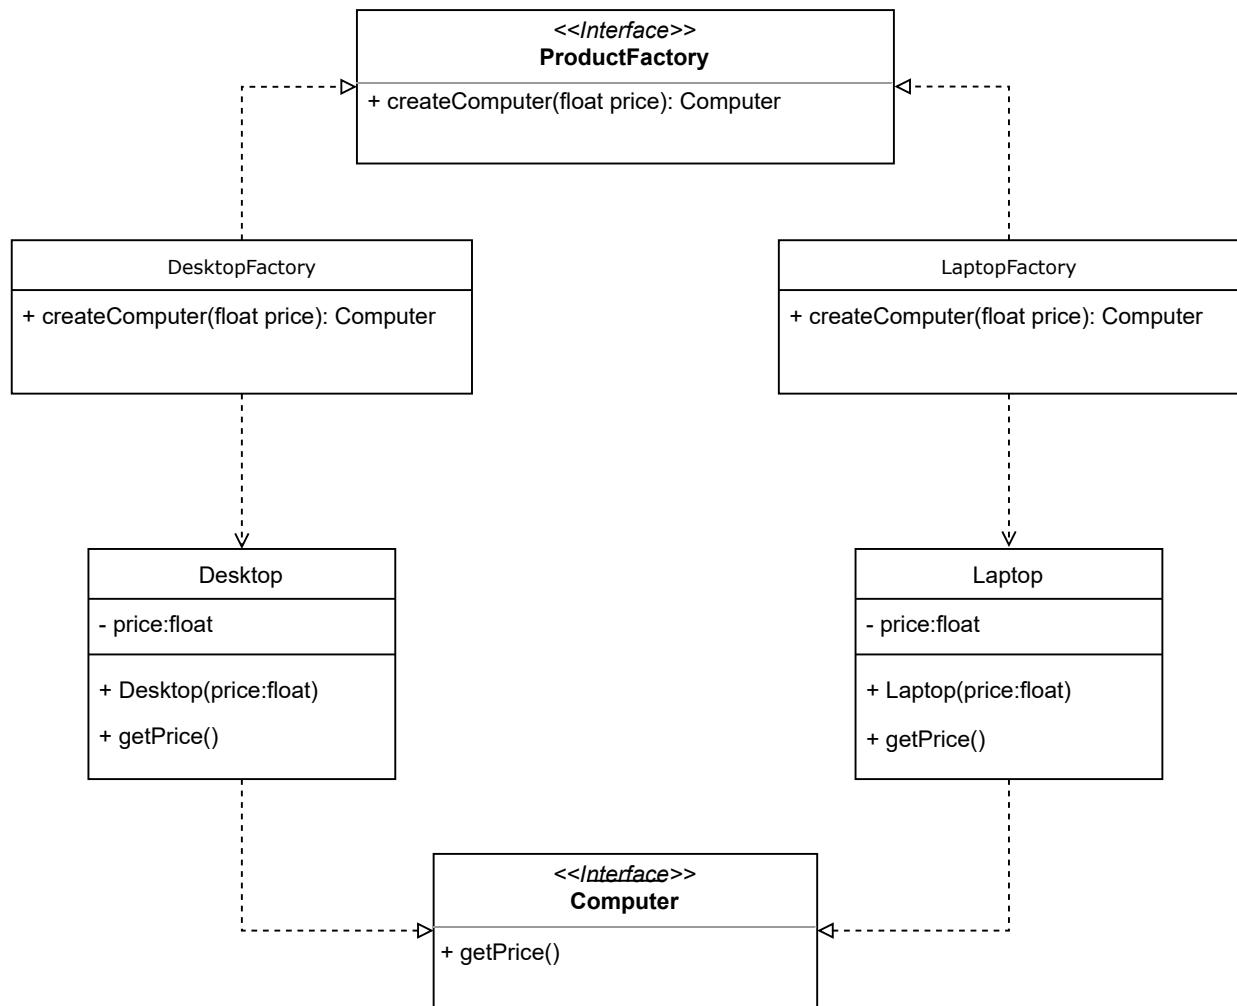 <<Interface>>
ProductFactory
+ createComputer(float price): Computer
DesktopFactory
+ createComputer(float price): Computer
LaptopFactory
+ createComputer(float price): Computer
Desktop
- price:float
+ Desktop(price:float)
+ getPrice()
Laptop
- price:float
+ Laptop(price:float)
+ getPrice()
<<Interface>>
Computer
+ getPrice()